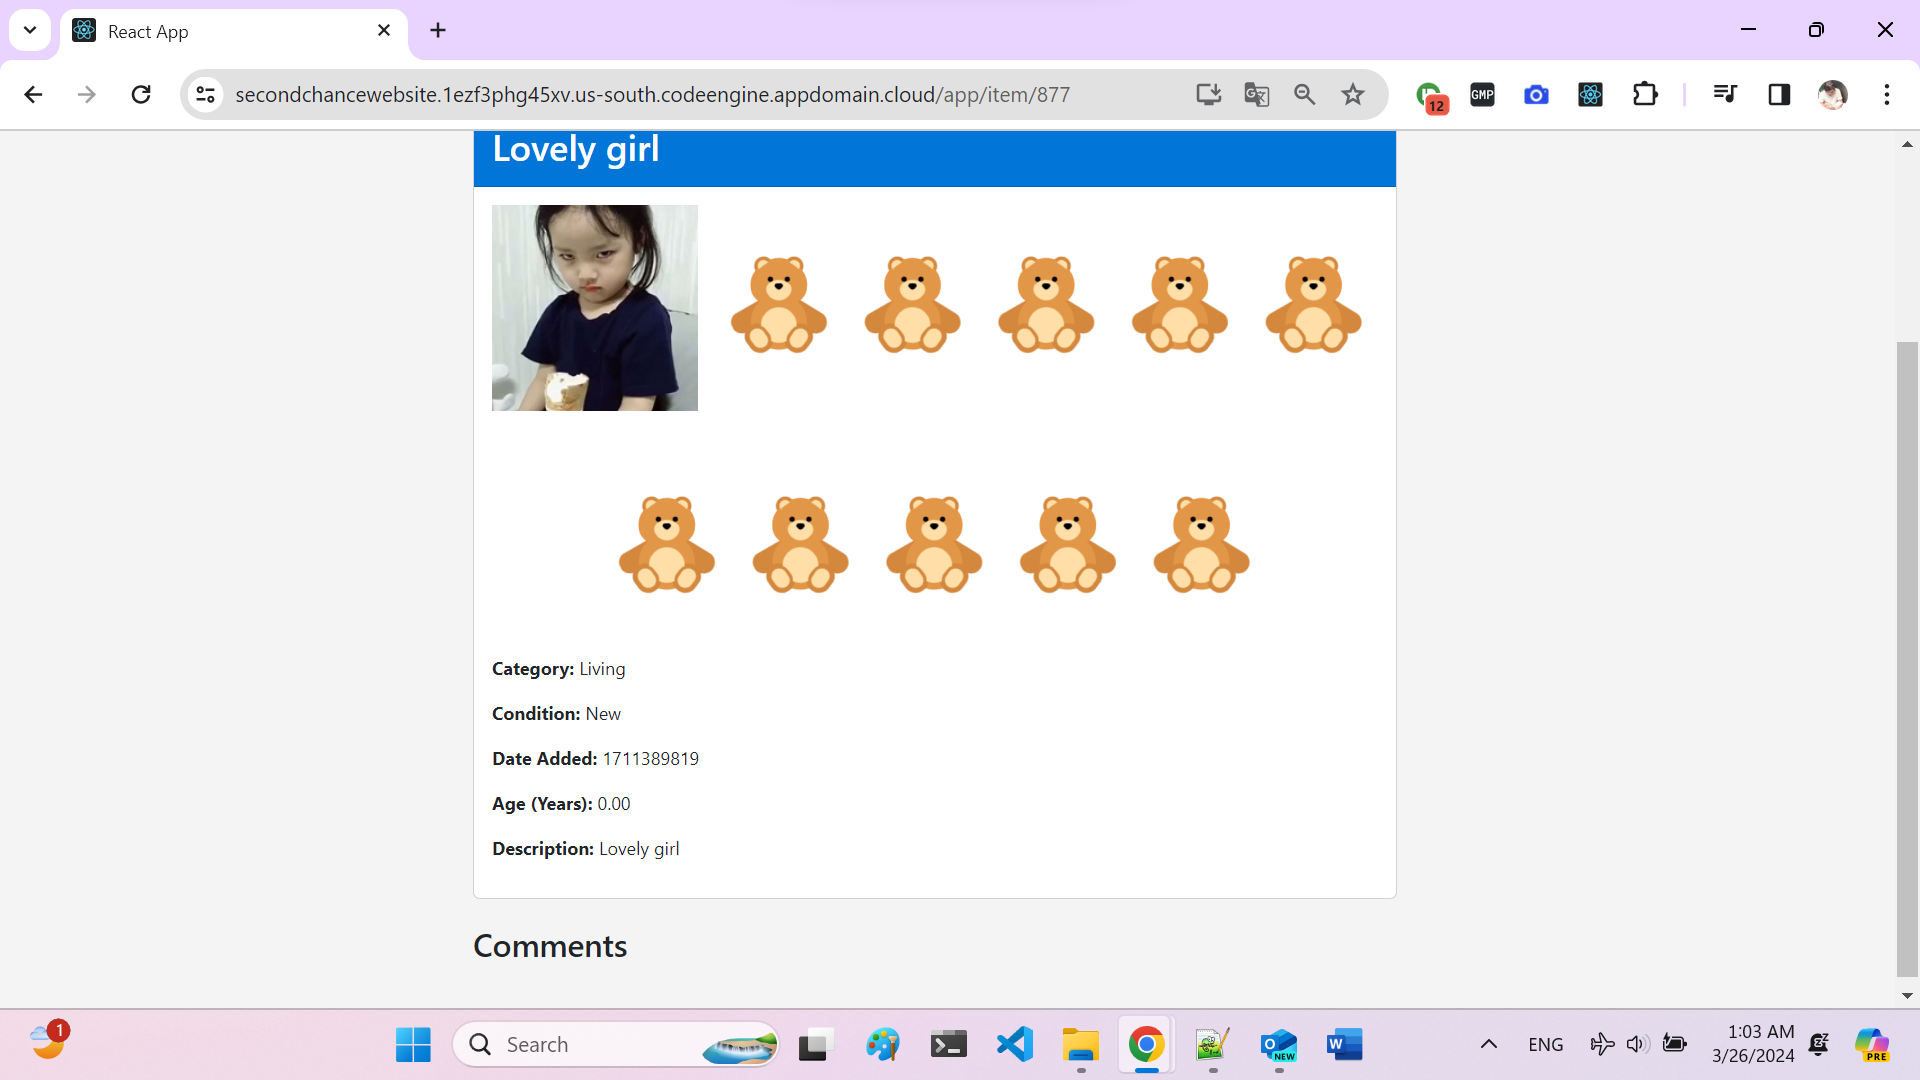 React App
secondchancewebsite.1ezf3phg45xv.us-south.codeengine.appdomain.cloud/app/item/877
12
GMP
Lovely girl
Category: Living
Condition: New
Date Added: 1711389819
Age (Years): 0.00
Description: Lovely girl
Comments
1
Search
NEW
ENG
1:03 AM
3/26/2024
PRE